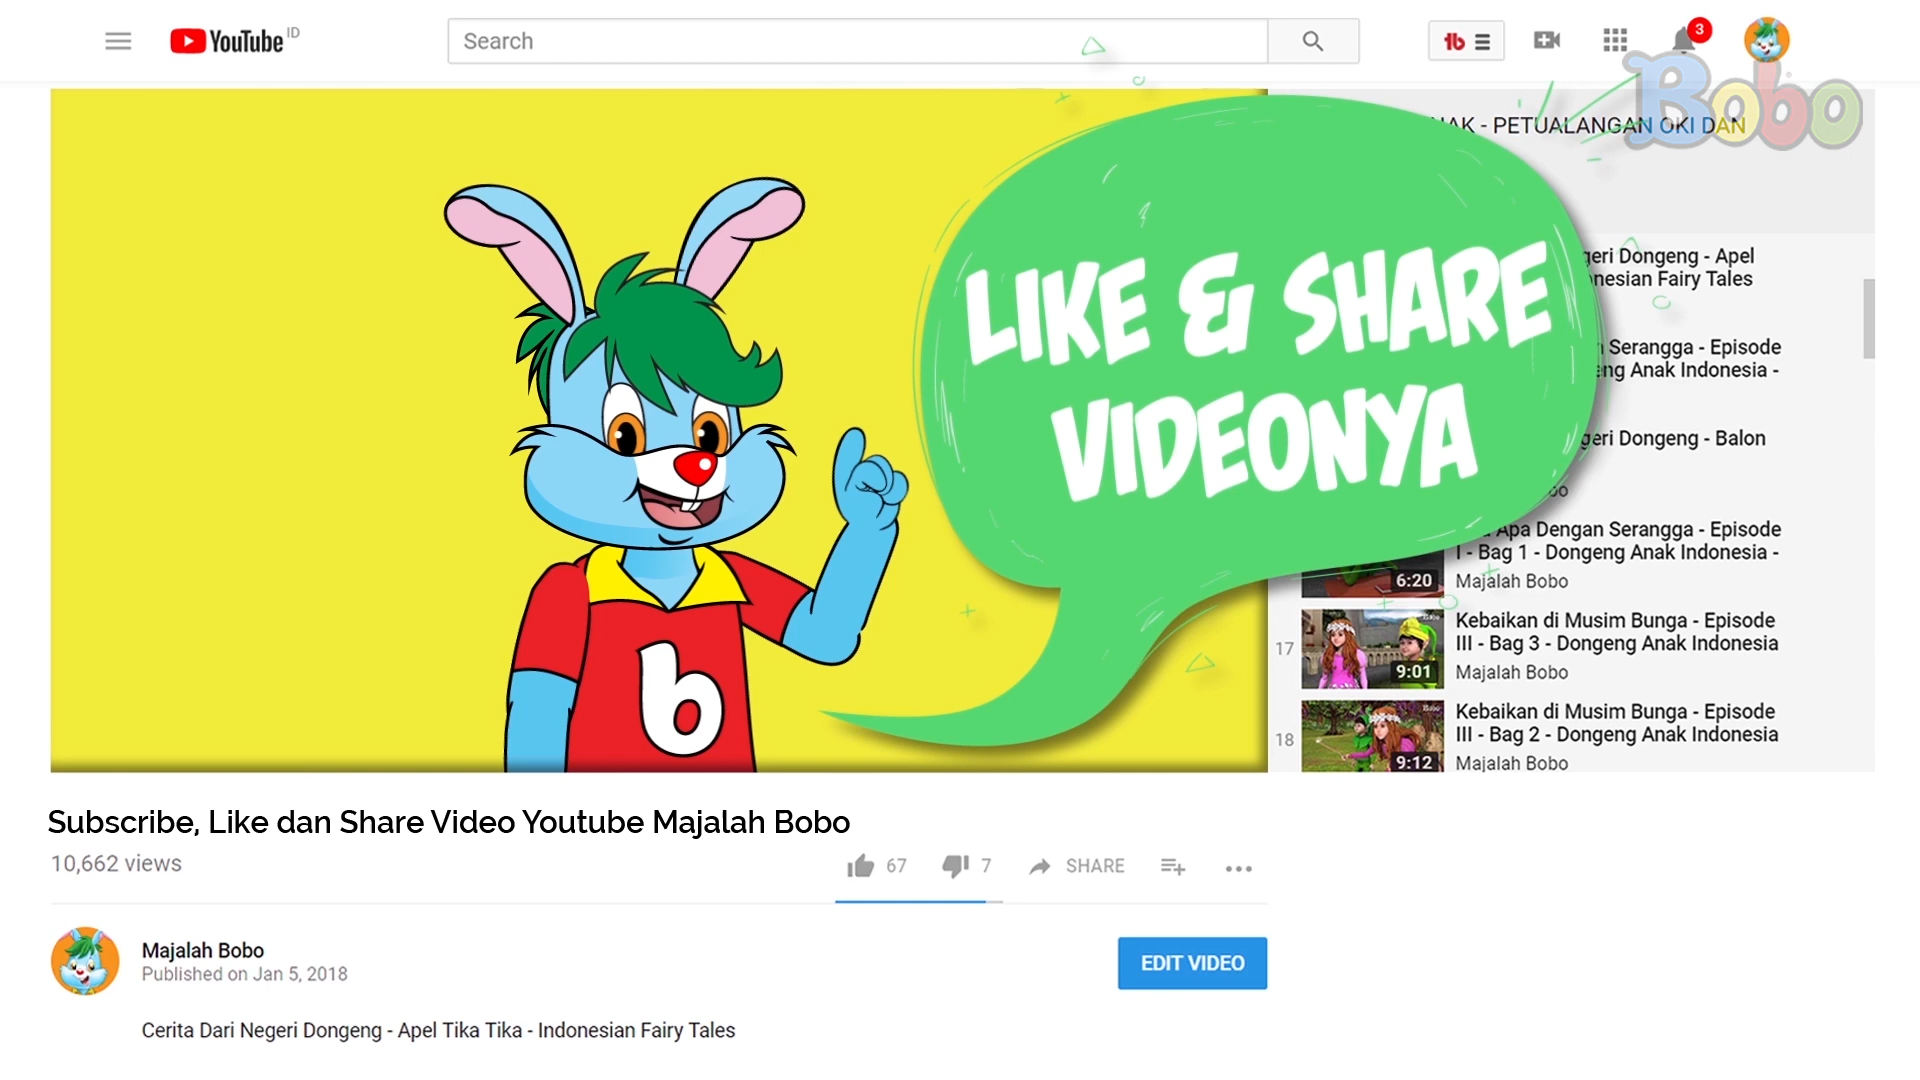 YouTube ID
Search
3
Bobo
NAK - PETUALANGAN OKI DAN
LIKE & SHARE
VIDEONYA
geri Dongeng - Apel
nesian Fairy Tales
Serangga - Episode
ng Anak Indonesia -
geri Dongeng - Balon
Apa Dengan Serangga - Episode
I - Bag 1 - Dongeng Anak Indonesia -
6:20
Majalah Bobo
17
9:01
Kebaikan di Musim Bunga - Episode
III - Bag 3 - Dongeng Anak Indonesia
Majalah Bobo
18
9:12
Kebaikan di Musim Bunga - Episode
III - Bag 2 - Dongeng Anak Indonesia
Majalah Bobo
b
Subscribe, Like dan Share Video Youtube Majalah Bobo
10,662 views
67
7
SHARE
Majalah Bobo
Published on Jan 5, 2018
EDIT VIDEO
Cerita Dari Negeri Dongeng - Apel Tika Tika - Indonesian Fairy Tales